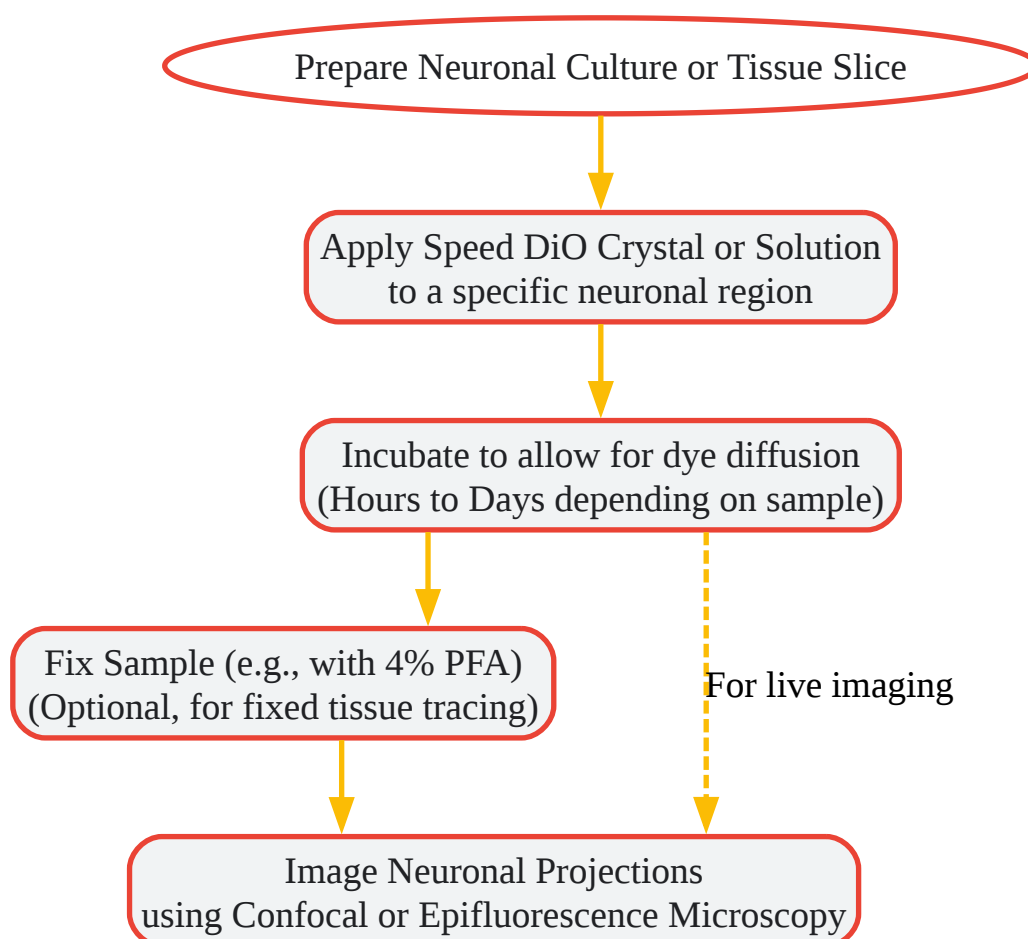 Prepare Neuronal Culture or Tissue Slice
Apply Speed DiO Crystal or Solution
to a specific neuronal region
Incubate to allow for dye diffusion
(Hours to Days depending on sample)
Fix Sample (e.g., with 4% PFA)
(Optional, for fixed tissue tracing)
For live imaging
Image Neuronal Projections
using Confocal or Epifluorescence Microscopy